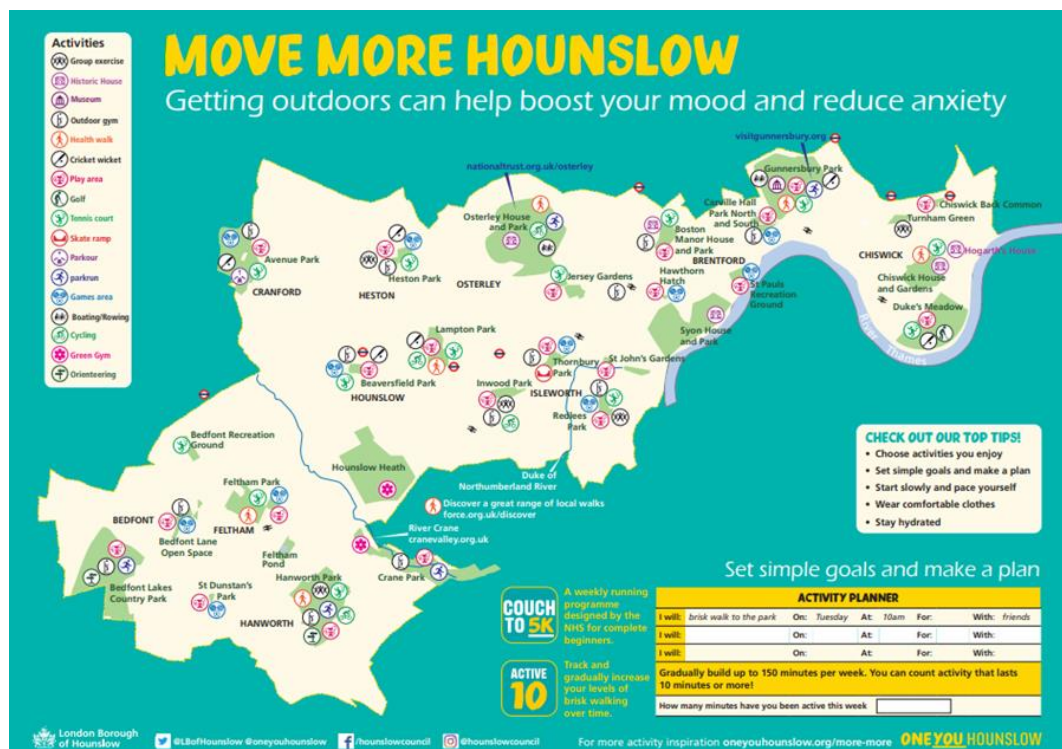 MOVE MORE HOUNSLOW
Getting outdoors can help boost your mood and reduce anxiety
Activities
Group exercise
Historic House
Museum
Outdoor gym
Health walk
Cricket wicket
Play area
Golf
Tennis court
Skate ramp
Parkour
parkrun
Games area
Boating/Rowing
Cycling
Green Gym
Orienteering
visitgunnersbury.org
nationaltrust.org.uk/osterley
Gunnersbury Park
Osterley House
and Park
Carville Hall
Park North
and South
Chiswick Back Common
Turnham Green
Boston
Manor House
and Park
BRENTFORD
CHISWICK
Hogarth's House
Avenue Park
CRANFORD
Heston Park
HESTON
OSTERLEY
Jersey Gardens
Hawthorn
Hatch
St Pauls
Recreation
Ground
Chiswick House
and Gardens
Duke's Meadow
Syon House
and Park
River Thames
Lampton Park
Beaversfield Park
HOUNSLOW
Inwood Park
Thornbury
Park
St John's Gardens
ISLEWORTH
Redlees
Park
Bedfont Recreation
Ground
Hounslow Heath
Duke of
Northumberland River
Feltham Park
BEDFONT
FELTHAM
Bedfont Lane
Open Space
Feltham
Pond
Discover a great range of local walks
force.org.uk/discover
River Crane
cranevalley.org.uk
Bedfont Lakes
Country Park
St Dunstan's
Park
Hanworth Park
HANWORTH
Crane Park
CHECK OUT OUR TOP TIPS!
• Choose activities you enjoy
• Set simple goals and make a plan
• Start slowly and pace yourself
• Wear comfortable clothes
• Stay hydrated
COUCH
TO 5K
A weekly running
programme
designed by the
NHS for complete
beginners.
ACTIVE
10
Track and
gradually increase
your levels of
brisk walking
over time.
Set simple goals and make a plan
ACTIVITY PLANNER
I will: brisk walk to the park On: Tuesday At: 10am For: With: friends
I will: On: At: For: With:
I will: On: At: For: With:
Gradually build up to 150 minutes per week. You can count activity that lasts
10 minutes or more!
How many minutes have you been active this week
London Borough
of Hounslow
@LBofHounslow @oneyouhounslow
/hounslowcouncil
@hounslowcouncil
For more activity inspiration oneyouhounslow.org/more-more
ONE YOU HOUNSLOW